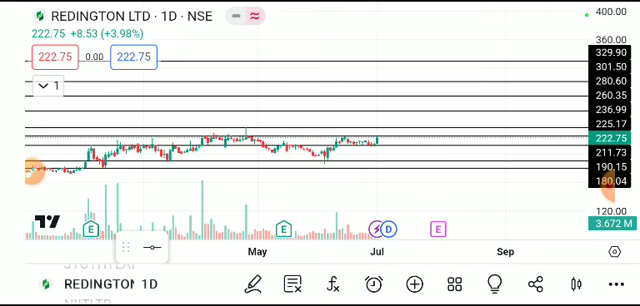 REDINGTON LTD · 1D · NSE
222.75 +8.53 (+3.98%)
222.75 0.00 222.75
1
400.00
360.00
329.90
301.50
280.60
260.35
236.99
225.17
222.75
211.73
190.15
180.04
120.00
3.672 M
E E D E
May Jul Sep
REDINGTON 1D